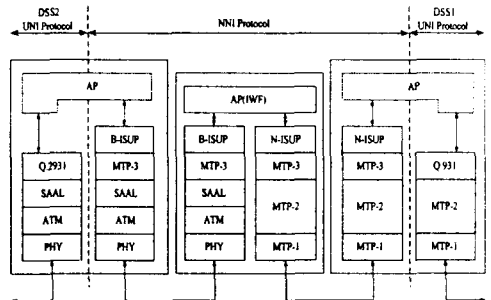 DSS2
UNI Protocol
NNI Protocol
DSS1
UNI Protocol
AP
Q.2931
SAAL
ATM
PHY
B-ISUP
MTP-3
SAAL
ATM
PHY
AP(IWF)
B-ISUP
MTP-3
SAAL
ATM
PHY
N-ISUP
MTP-3
MTP-2
MTP-1
AP
N-ISUP
MTP-3
MTP-2
MTP-1
Q.931
MTP-2
MTP-1